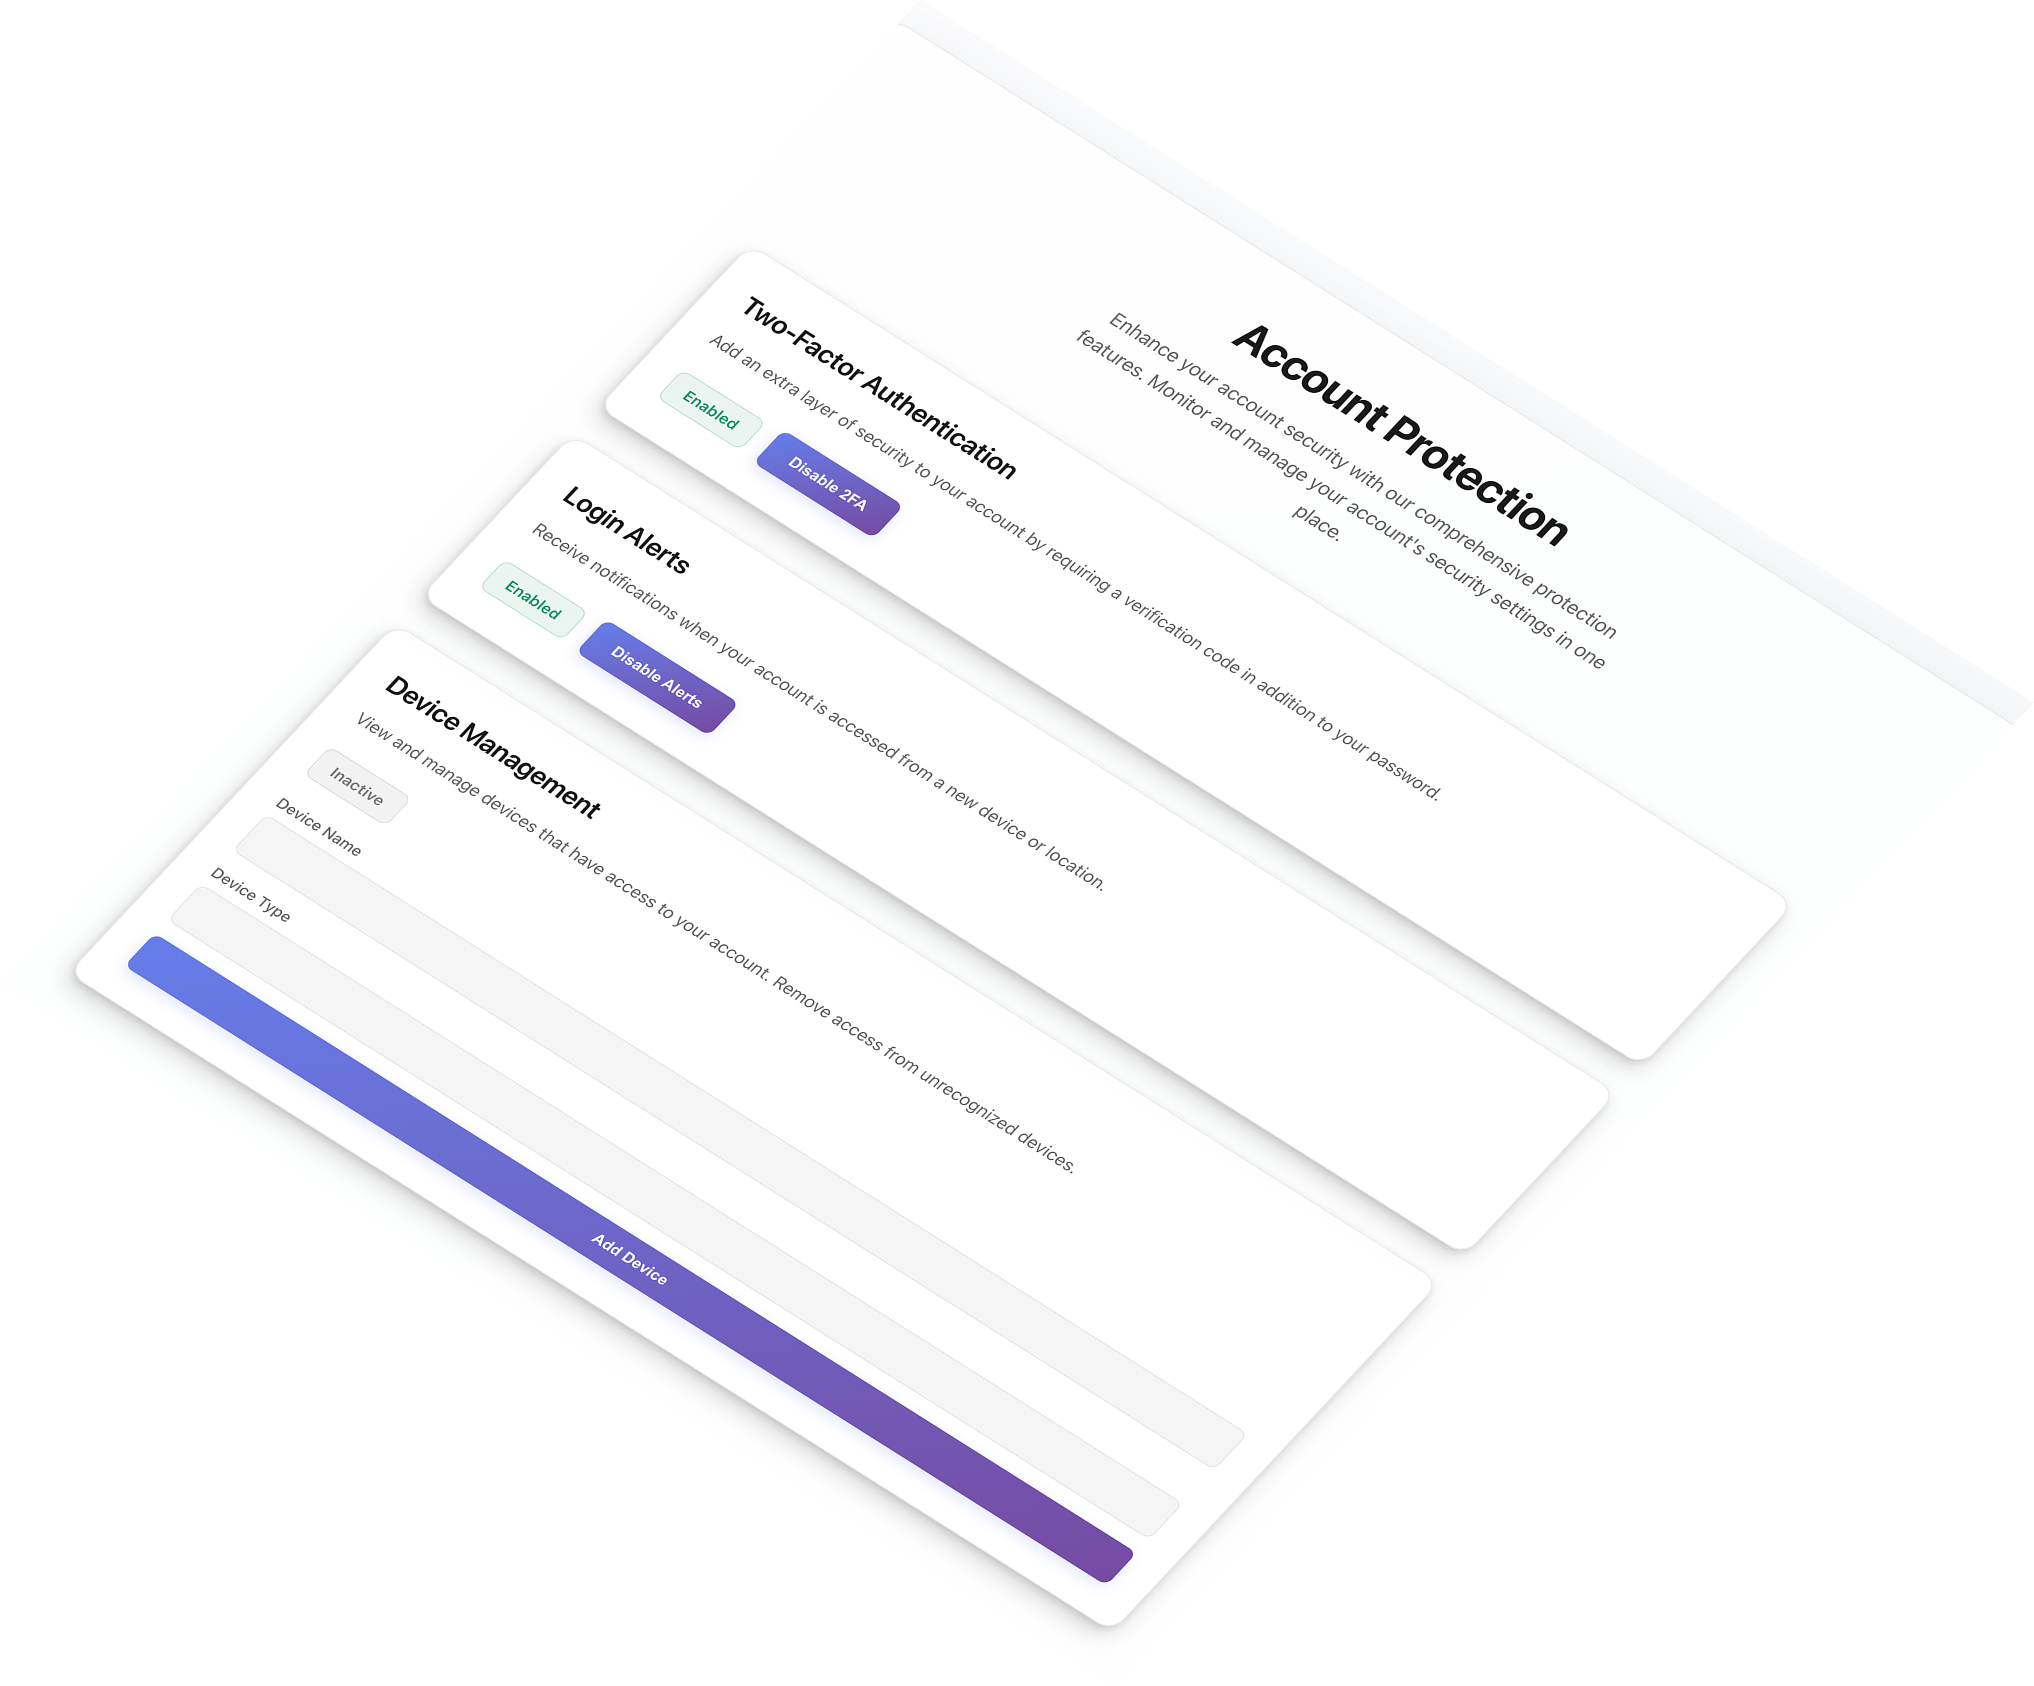 Account Protection
Enhance your account security with our comprehensive protection
features. Monitor and manage your account's security settings in one
place.
Two-Factor Authentication
Add an extra layer of security to your account by requiring a verification code in addition to your password.
Enabled
Disable 2FA
Login Alerts
Receive notifications when your account is accessed from a new device or location.
Enabled
Disable Alerts
Device Management
View and manage devices that have access to your account. Remove access from unrecognized devices.
Inactive
Device Name
Device Type
Add Device